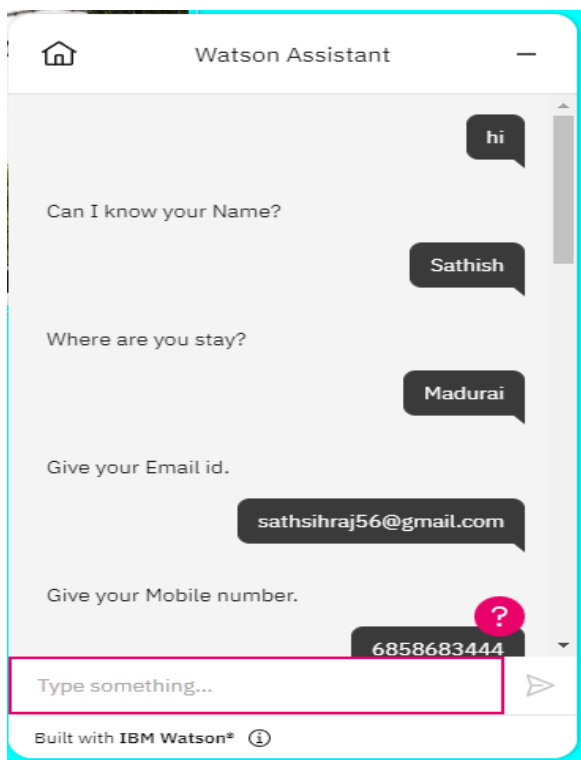 Watson Assistant
hi
Can I know your Name?
Sathish
Where are you stay?
Madurai
Give your Email id.
sathsihraj56@gmail.com
Give your Mobile number.
?
6858683444
Type something...
Built with IBM Watson®